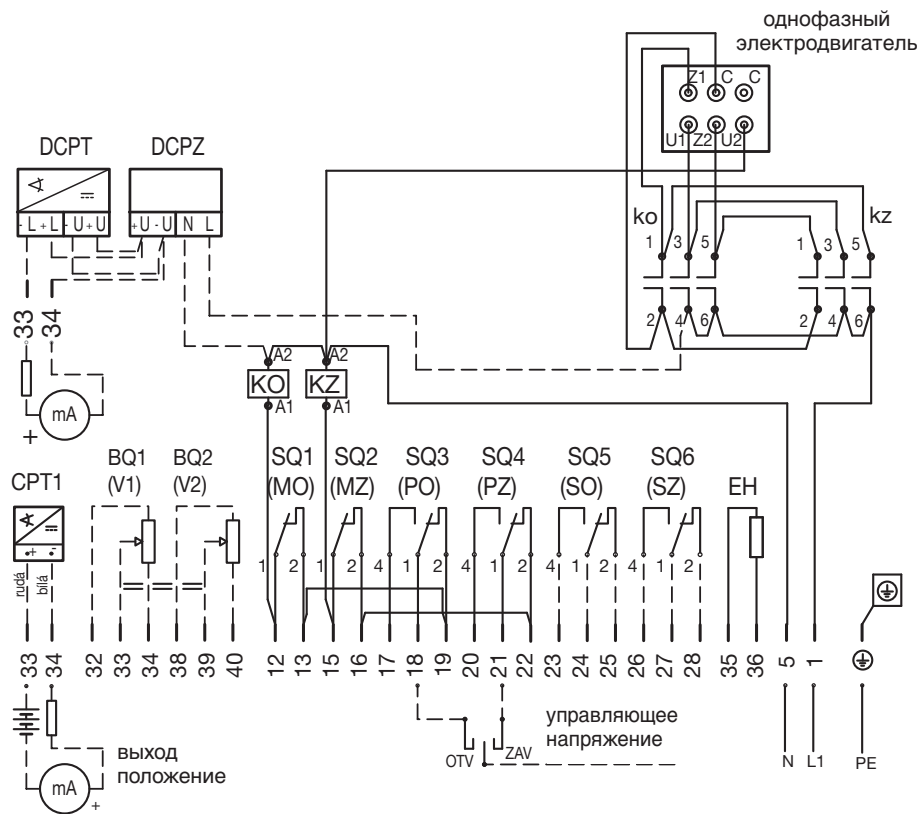 однофазный
электродвигатель
Z1 C C
U1 Z2 U2
DCPT DCPZ
- L + L - U + U
+U - U N L
ko kz
1 3 5 1 3 5
2 4 6 2 4 6
33 34
mA
+
A2 A2
KO KZ
A1 A1
CPT1
BQ1 BQ2 SQ1 SQ2 SQ3 SQ4 SQ5 SQ6
(V1) (V2) (MO) (MZ) (PO) (PZ) (SO) (SZ) EH
+ -
rudá bílá
1 2 1 2 4 1 2 4 1 2 4 1 2 4 1 2
33 34 32 33 34 38 39 40 12 13 15 16 17 18 19 20 21 22 23 24 25 26 27 28 35 36 5 1
управляющее
напряжение
OTV ZAV
N L1 PE
выход
положение
mA
+